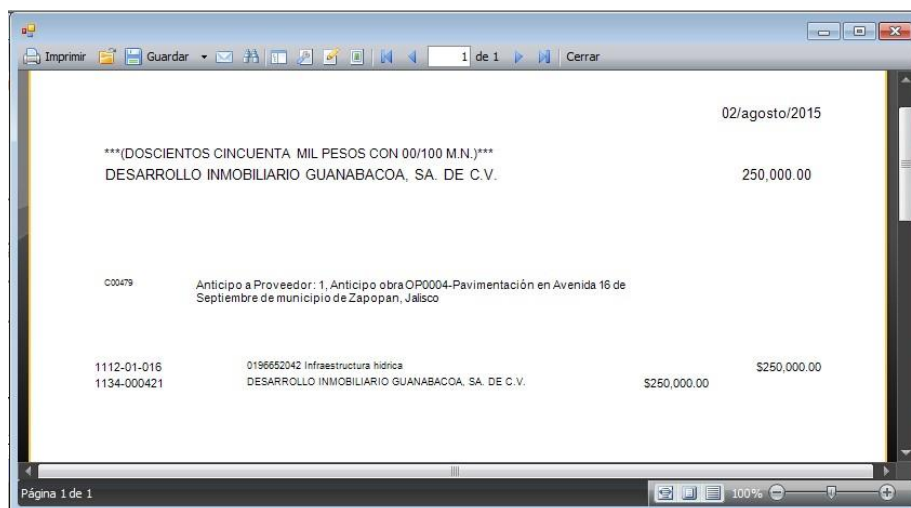 Imprimir Guardar 1 de 1 Cerrar
02/agosto/2015
***(DOSCIENTOS CINCUENTA MIL PESOS CON 00/100 M.N.)***
DESARROLLO INMOBILIARIO GUANABACOA, SA. DE C.V. 250,000.00
C00479 Anticipo a Proveedor: 1, Anticipo obra OP0004-Pavimentación en Avenida 16 de
Septiembre de municipio de Zapopan, Jalisco
1112-01-016 0196652042 Infraestructura hídrica $250,000.00
1134-000421 DESARROLLO INMOBILIARIO GUANABACOA, SA. DE C.V. $250,000.00
Página 1 de 1 100%